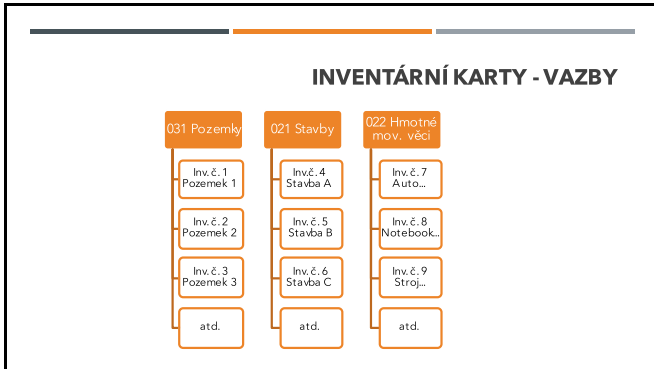 INVENTÁRNÍ KARTY - VAZBY
031 Pozemky
Inv. č. 1
Pozemek 1
Inv. č. 2
Pozemek 2
Inv. č. 3
Pozemek 3
atd.
021 Stavby
Inv.č. 4
Stavba A
Inv. č. 5
Stavba B
Inv. č. 6
Stavba C
atd.
022 Hmotné
mov. věci
Inv. č. 7
Auto...
Inv. č. 8
Notebook...
Inv. č. 9
Stroj...
atd.